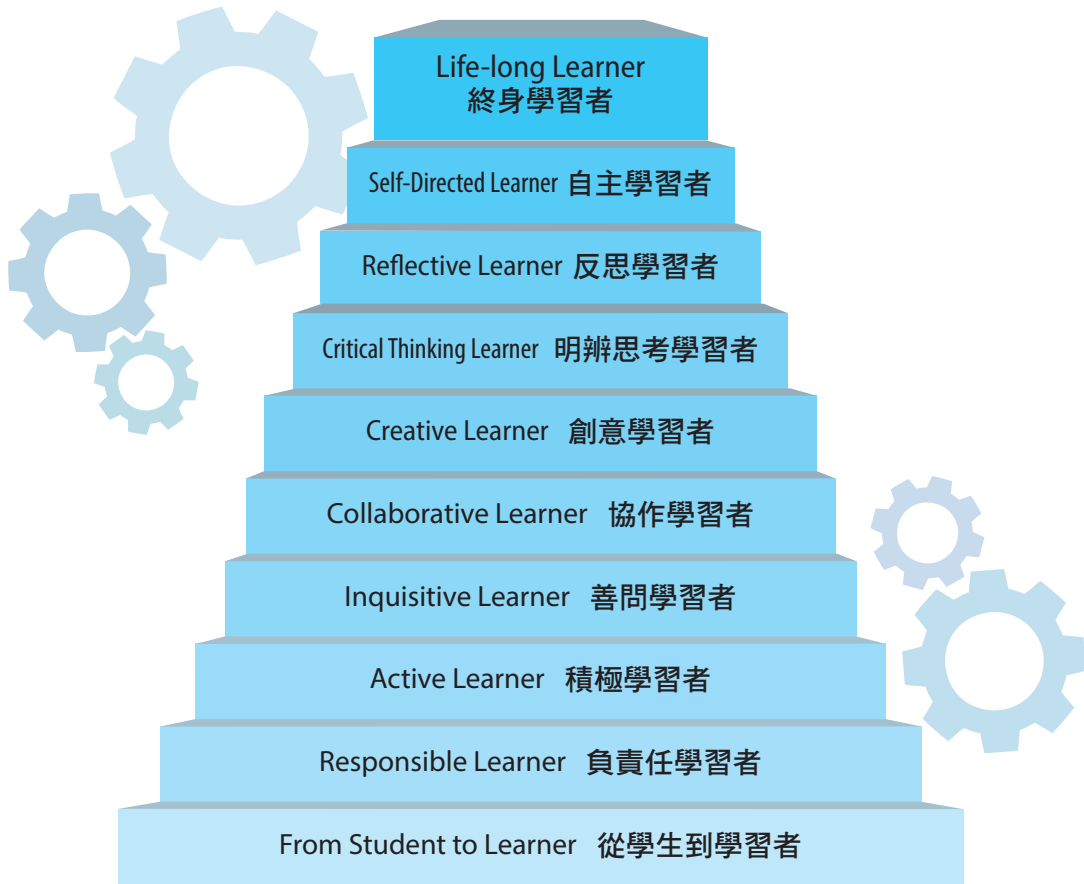 Life-long Learner
終身學習者
Self-Directed Learner 自主學習者
Reflective Learner 反思學習者
Critical Thinking Learner 明辨思考學習者
Creative Learner 創意學習者
Collaborative Learner 協作學習者
Inquisitive Learner 善問學習者
Active Learner 積極學習者
Responsible Learner 負責任學習者
From Student to Learner 從學生到學習者